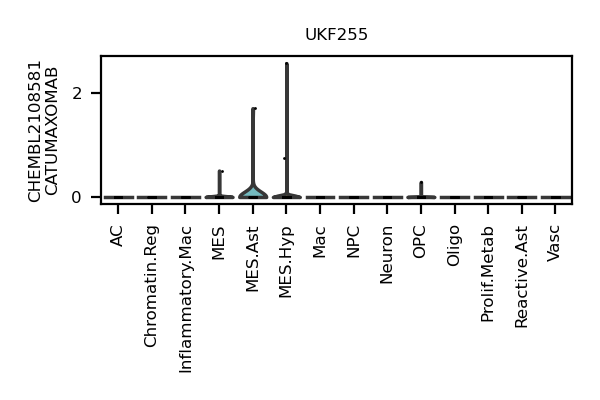 UKF255
CHEMBL2108581
CATUMAXOMAB
2
0
AC
Chromatin.Reg
Inflammatory.Mac
MES
MES.Ast
MES.Hyp
Mac
NPC
Neuron
OPC
Oligo
Prolif.Metab
Reactive.Ast
Vasc